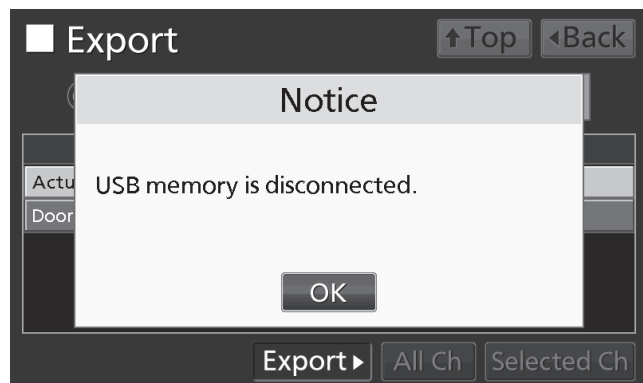 Export
↑Top ◂Back
Notice
Actu
USB memory is disconnected.
Door
OK
Export▸ All Ch Selected Ch